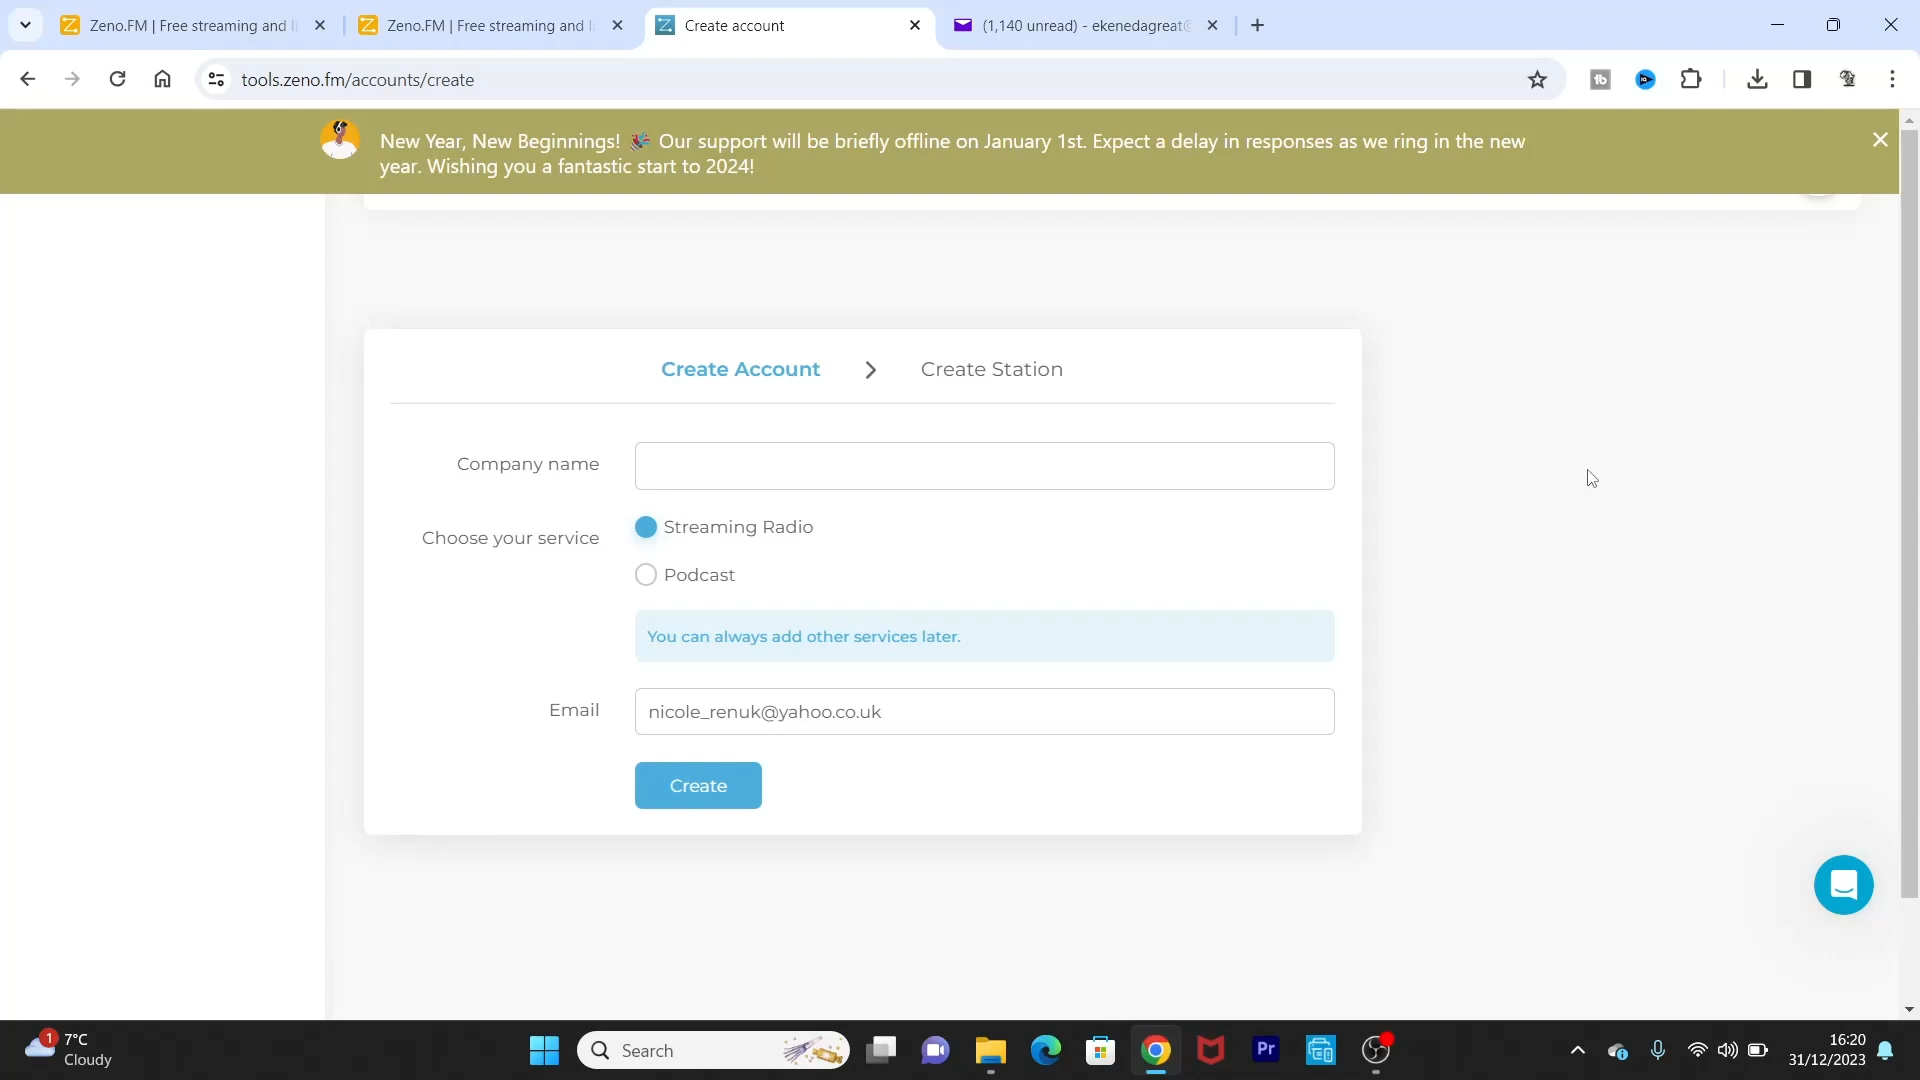 Zeno.FM | Free streaming and li
Zeno.FM | Free streaming and li
Create account
(1,140 unread) - ekenedagreat@
tools.zeno.fm/accounts/create
New Year, New Beginnings! 🎉 Our support will be briefly offline on January 1st. Expect a delay in responses as we ring in the new
year. Wishing you a fantastic start to 2024!
Create Account
Create Station
Company name
Choose your service
Streaming Radio
Podcast
You can always add other services later.
Email
nicole_renuk@yahoo.co.uk
Create
1
7°C
Cloudy
Search
Pr
16:20
31/12/2023